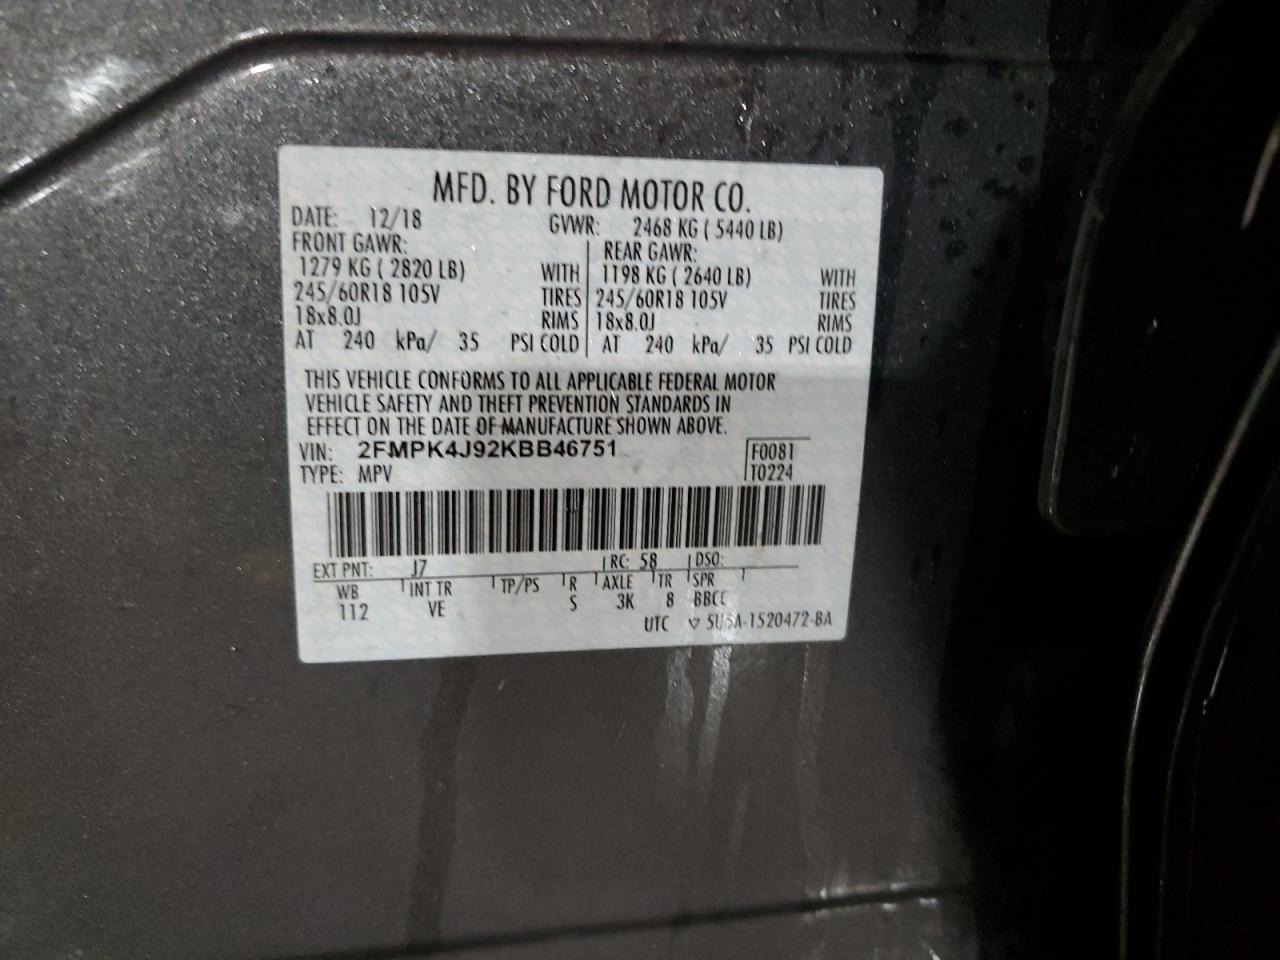 MFD. BY FORD MOTOR CO.
DATE: 12/18 GVWR: 2468 KG ( 5440 LB)
FRONT GAWR: REAR GAWR:
1279 KG ( 2820 LB) WITH 1198 KG ( 2640 LB) WITH
245/60R18 105V TIRES 245/60R18 105V TIRES
18x8.0J RIMS 18x8.0J RIMS
AT 240 kPa/ 35 PSI COLD AT 240 kPa/ 35 PSI COLD
THIS VEHICLE CONFORMS TO ALL APPLICABLE FEDERAL MOTOR
VEHICLE SAFETY AND THEFT PREVENTION STANDARDS IN
EFFECT ON THE DATE OF MANUFACTURE SHOWN ABOVE.
VIN: 2FMPK4J92KBB46751 F0081
TYPE: MPV T0224
EXT PNT: J7 RC: 58 DSO:
WB INT TR TP/PS R AXLE TR SPR
112 VE S 3K 8 BBCC
UTC ▽ 5U5A-1520472-BA